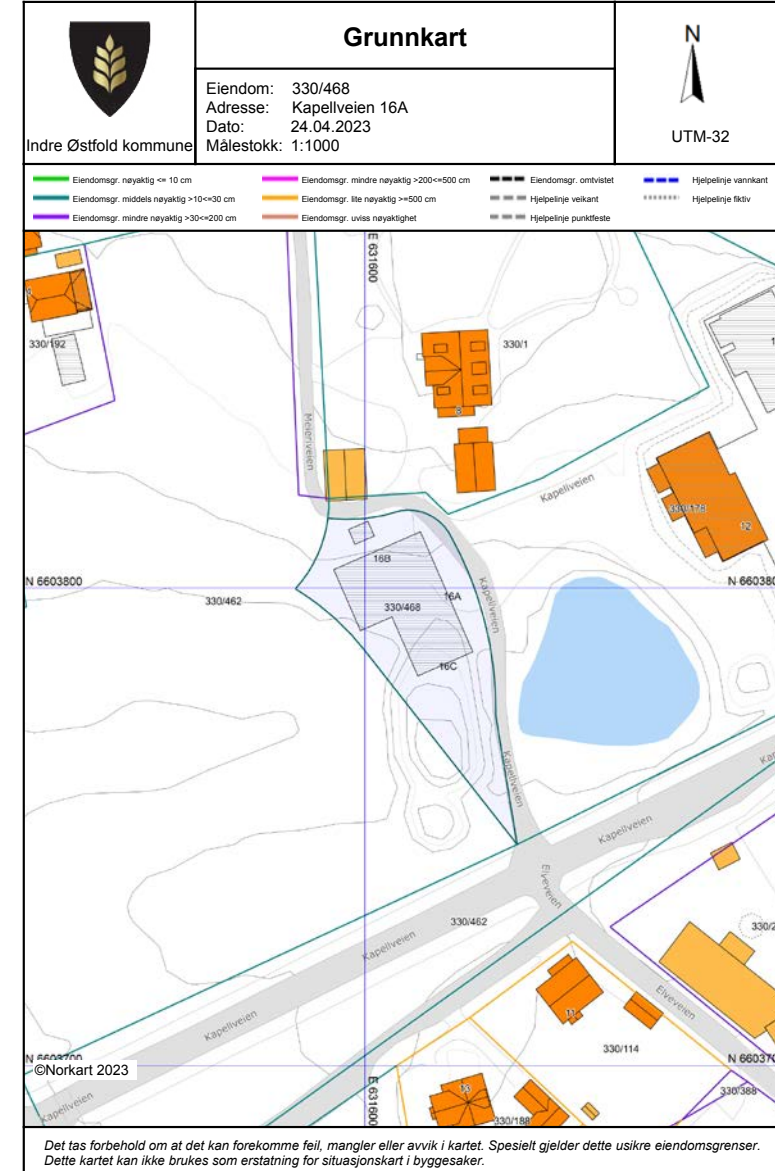 Grunnkart
Indre Østfold kommune
Eiendom: 330/468
Adresse: Kapellveien 16A
Dato: 24.04.2023
Målestokk: 1:1000
N
UTM-32
Eiendomsgr. nøyaktig <= 10 cm
Eiendomsgr. middels nøyaktig >10<=30 cm
Eiendomsgr. mindre nøyaktig >30<=200 cm
Eiendomsgr. mindre nøyaktig >200<=500 cm
Eiendomsgr. lite nøyaktig >=500 cm
Eiendomsgr. uviss nøyaktighet
Eiendomsgr. omtvistet
Hjelpelinje veikant
Hjelpelinje punktfeste
Hjelpelinje vannkant
Hjelpelinje fiktiv
E 631600
330/192
330/1
8
Meieriveien
Kapellveien
330/178
12
16B
N 6603800
330/462
330/468
16A
Kapellveien
N 660380
16C
Kapellveien
Kapellveien
Elveveien
330/462
Kapellveien
Kapellveien
Elveveien
11
330/114
N 6603700
N 660370
©Norkart 2023
E 631600
13
330/188
330/388
Kapellveien
Det tas forbehold om at det kan forekomme feil, mangler eller avvik i kartet. Spesielt gjelder dette usikre eiendomsgrenser.
Dette kartet kan ikke brukes som erstatning for situasjonskart i byggesaker.